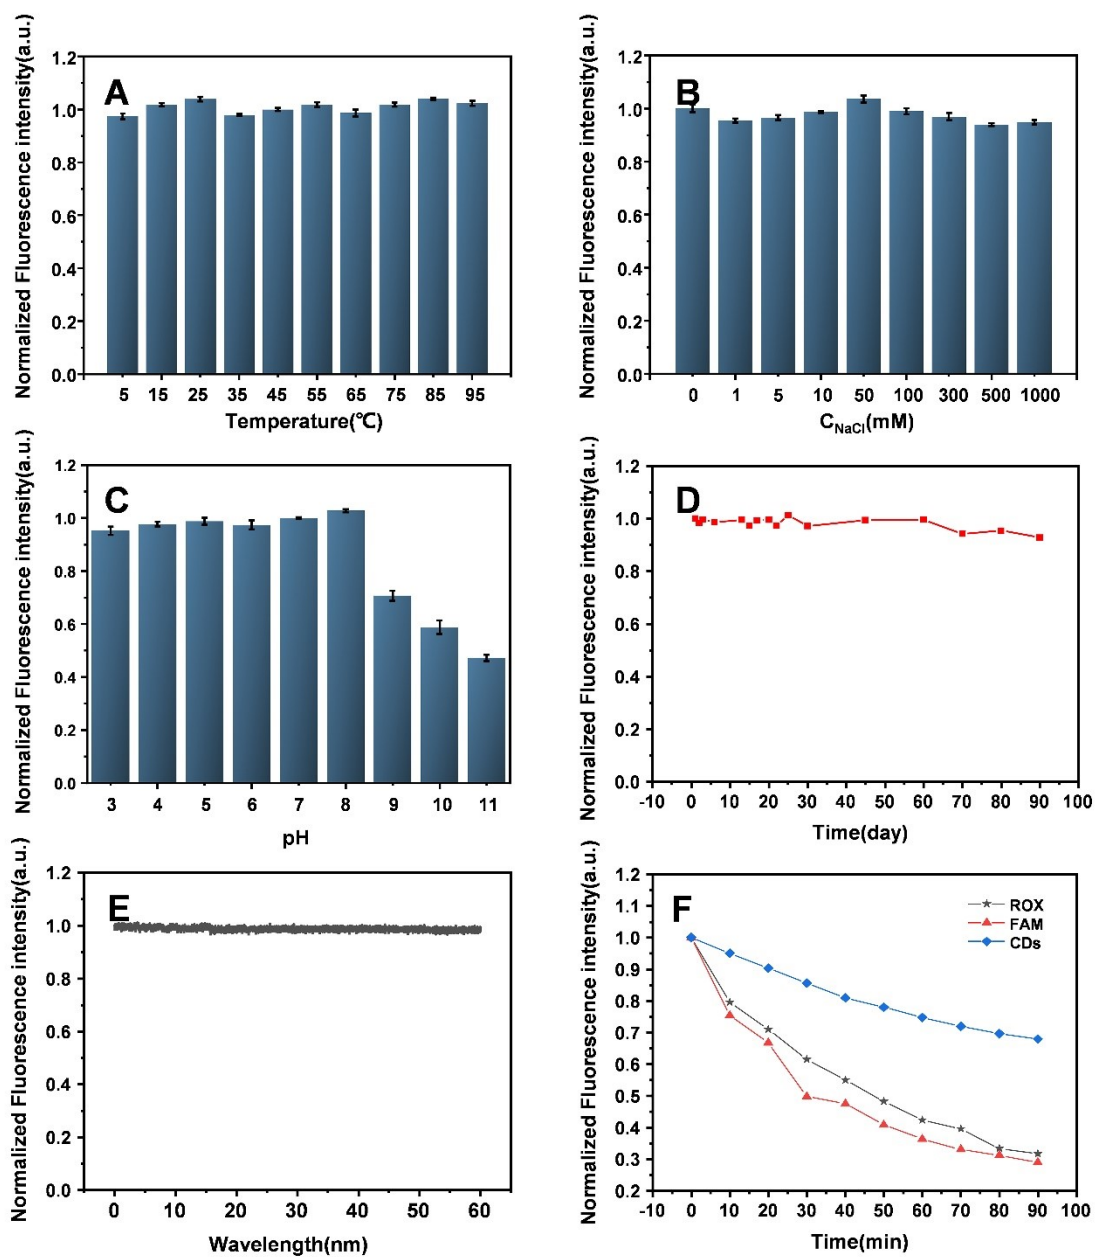 Normalized Fluorescence intensity(a.u.)
A
1.2
1.0
0.8
0.6
0.4
0.2
0.0
5 15 25 35 45 55 65 75 85 95
Temperature(℃)
Normalized Fluorescence intensity(a.u.)
B
1.2
1.0
0.8
0.6
0.4
0.2
0.0
0 1 5 10 50 100 300 500 1000
C_NaCl(mM)
Normalized Fluorescence intensity(a.u.)
C
1.2
1.0
0.8
0.6
0.4
0.2
0.0
3 4 5 6 7 8 9 10 11
pH
Normalized Fluorescence intensity(a.u.)
D
1.2
1.0
0.8
0.6
0.4
0.2
0.0
-10 0 10 20 30 40 50 60 70 80 90 100
Time(day)
Normalized Fluorescence intensity(a.u.)
E
1.2
1.0
0.8
0.6
0.4
0.2
0.0
0 10 20 30 40 50 60
Wavelength(nm)
Normalized Fluorescence intensity(a.u.)
F
ROX
FAM
CDs
1.2
1.1
1.0
0.9
0.8
0.7
0.6
0.5
0.4
0.3
0.2
-10 0 10 20 30 40 50 60 70 80 90 100
Time(min)